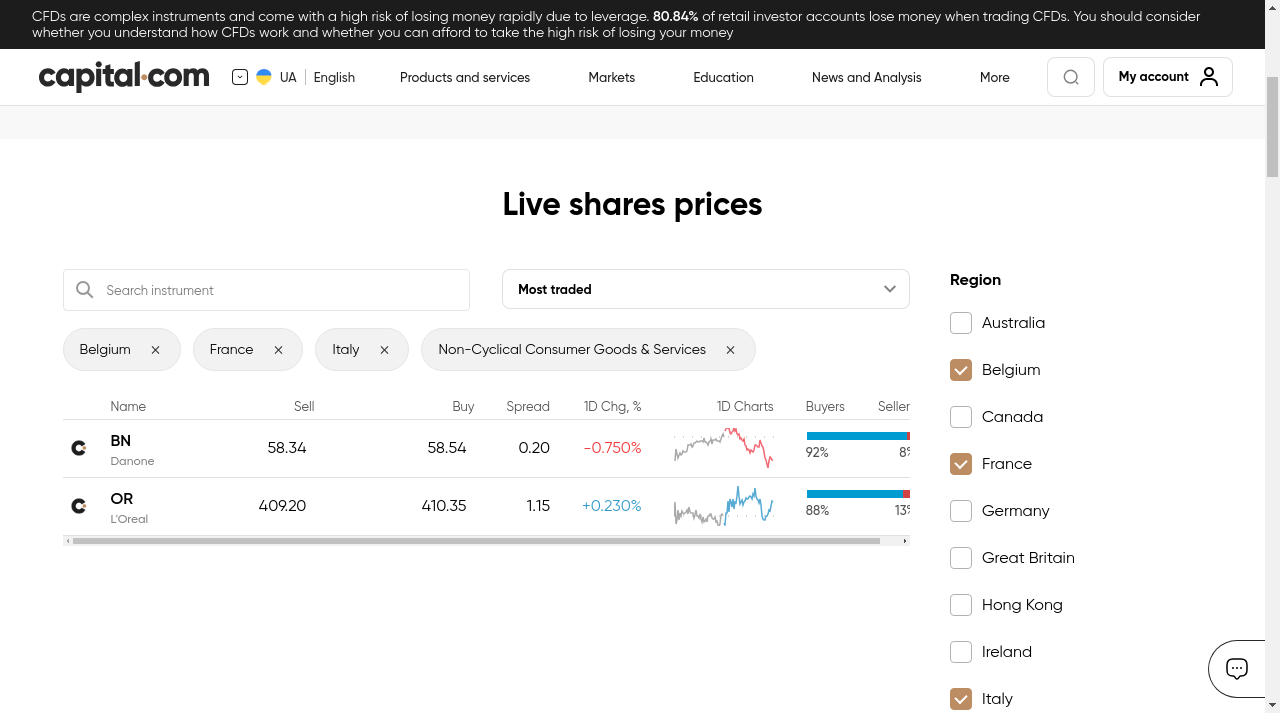 CFDs are complex instruments and come with a high risk of losing money rapidly due to leverage. 80.84% of retail investor accounts lose money when trading CFDs. You should consider
whether you understand how CFDs work and whether you can afford to take the high risk of losing your money
capital.com UA English Products and services Markets Education News and Analysis More My account
Live shares prices
Search instrument Most traded Region
Australia
Belgium France Italy Non-Cyclical Consumer Goods & Services
Belgium
Name Sell Buy Spread 1D Chg, % 1D Charts Buyers Seller
Canada
BN 58.34 58.54 0.20 -0.750% 92% 8%
Danone
France
OR 409.20 410.35 1.15 +0.230% 88% 13%
L'Oreal
Germany
Great Britain
Hong Kong
Ireland
Italy